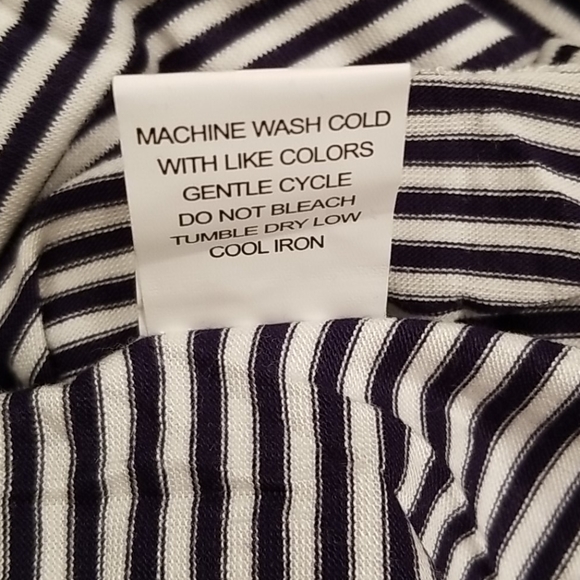 MACHINE WASH COLD
WITH LIKE COLORS
GENTLE CYCLE
DO NOT BLEACH
TUMBLE DRY LOW
COOL IRON